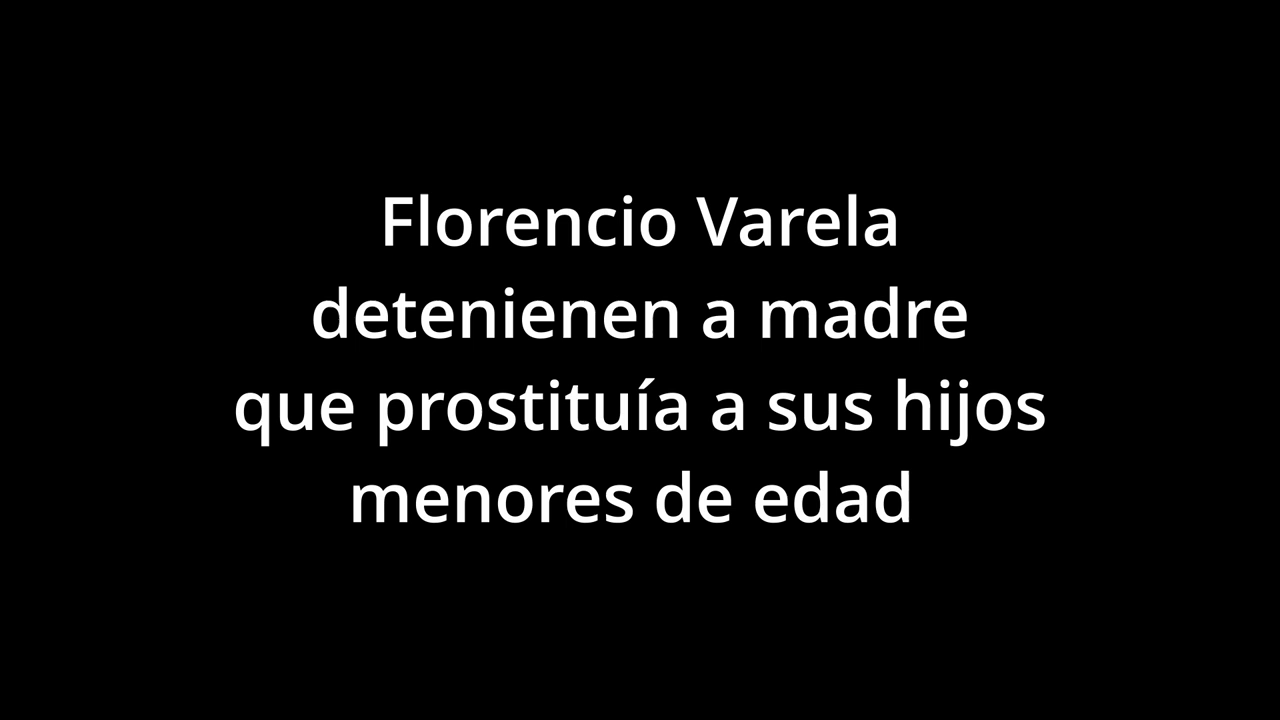 Florencio Varela
detenienen a madre
que prostituía a sus hijos
menores de edad